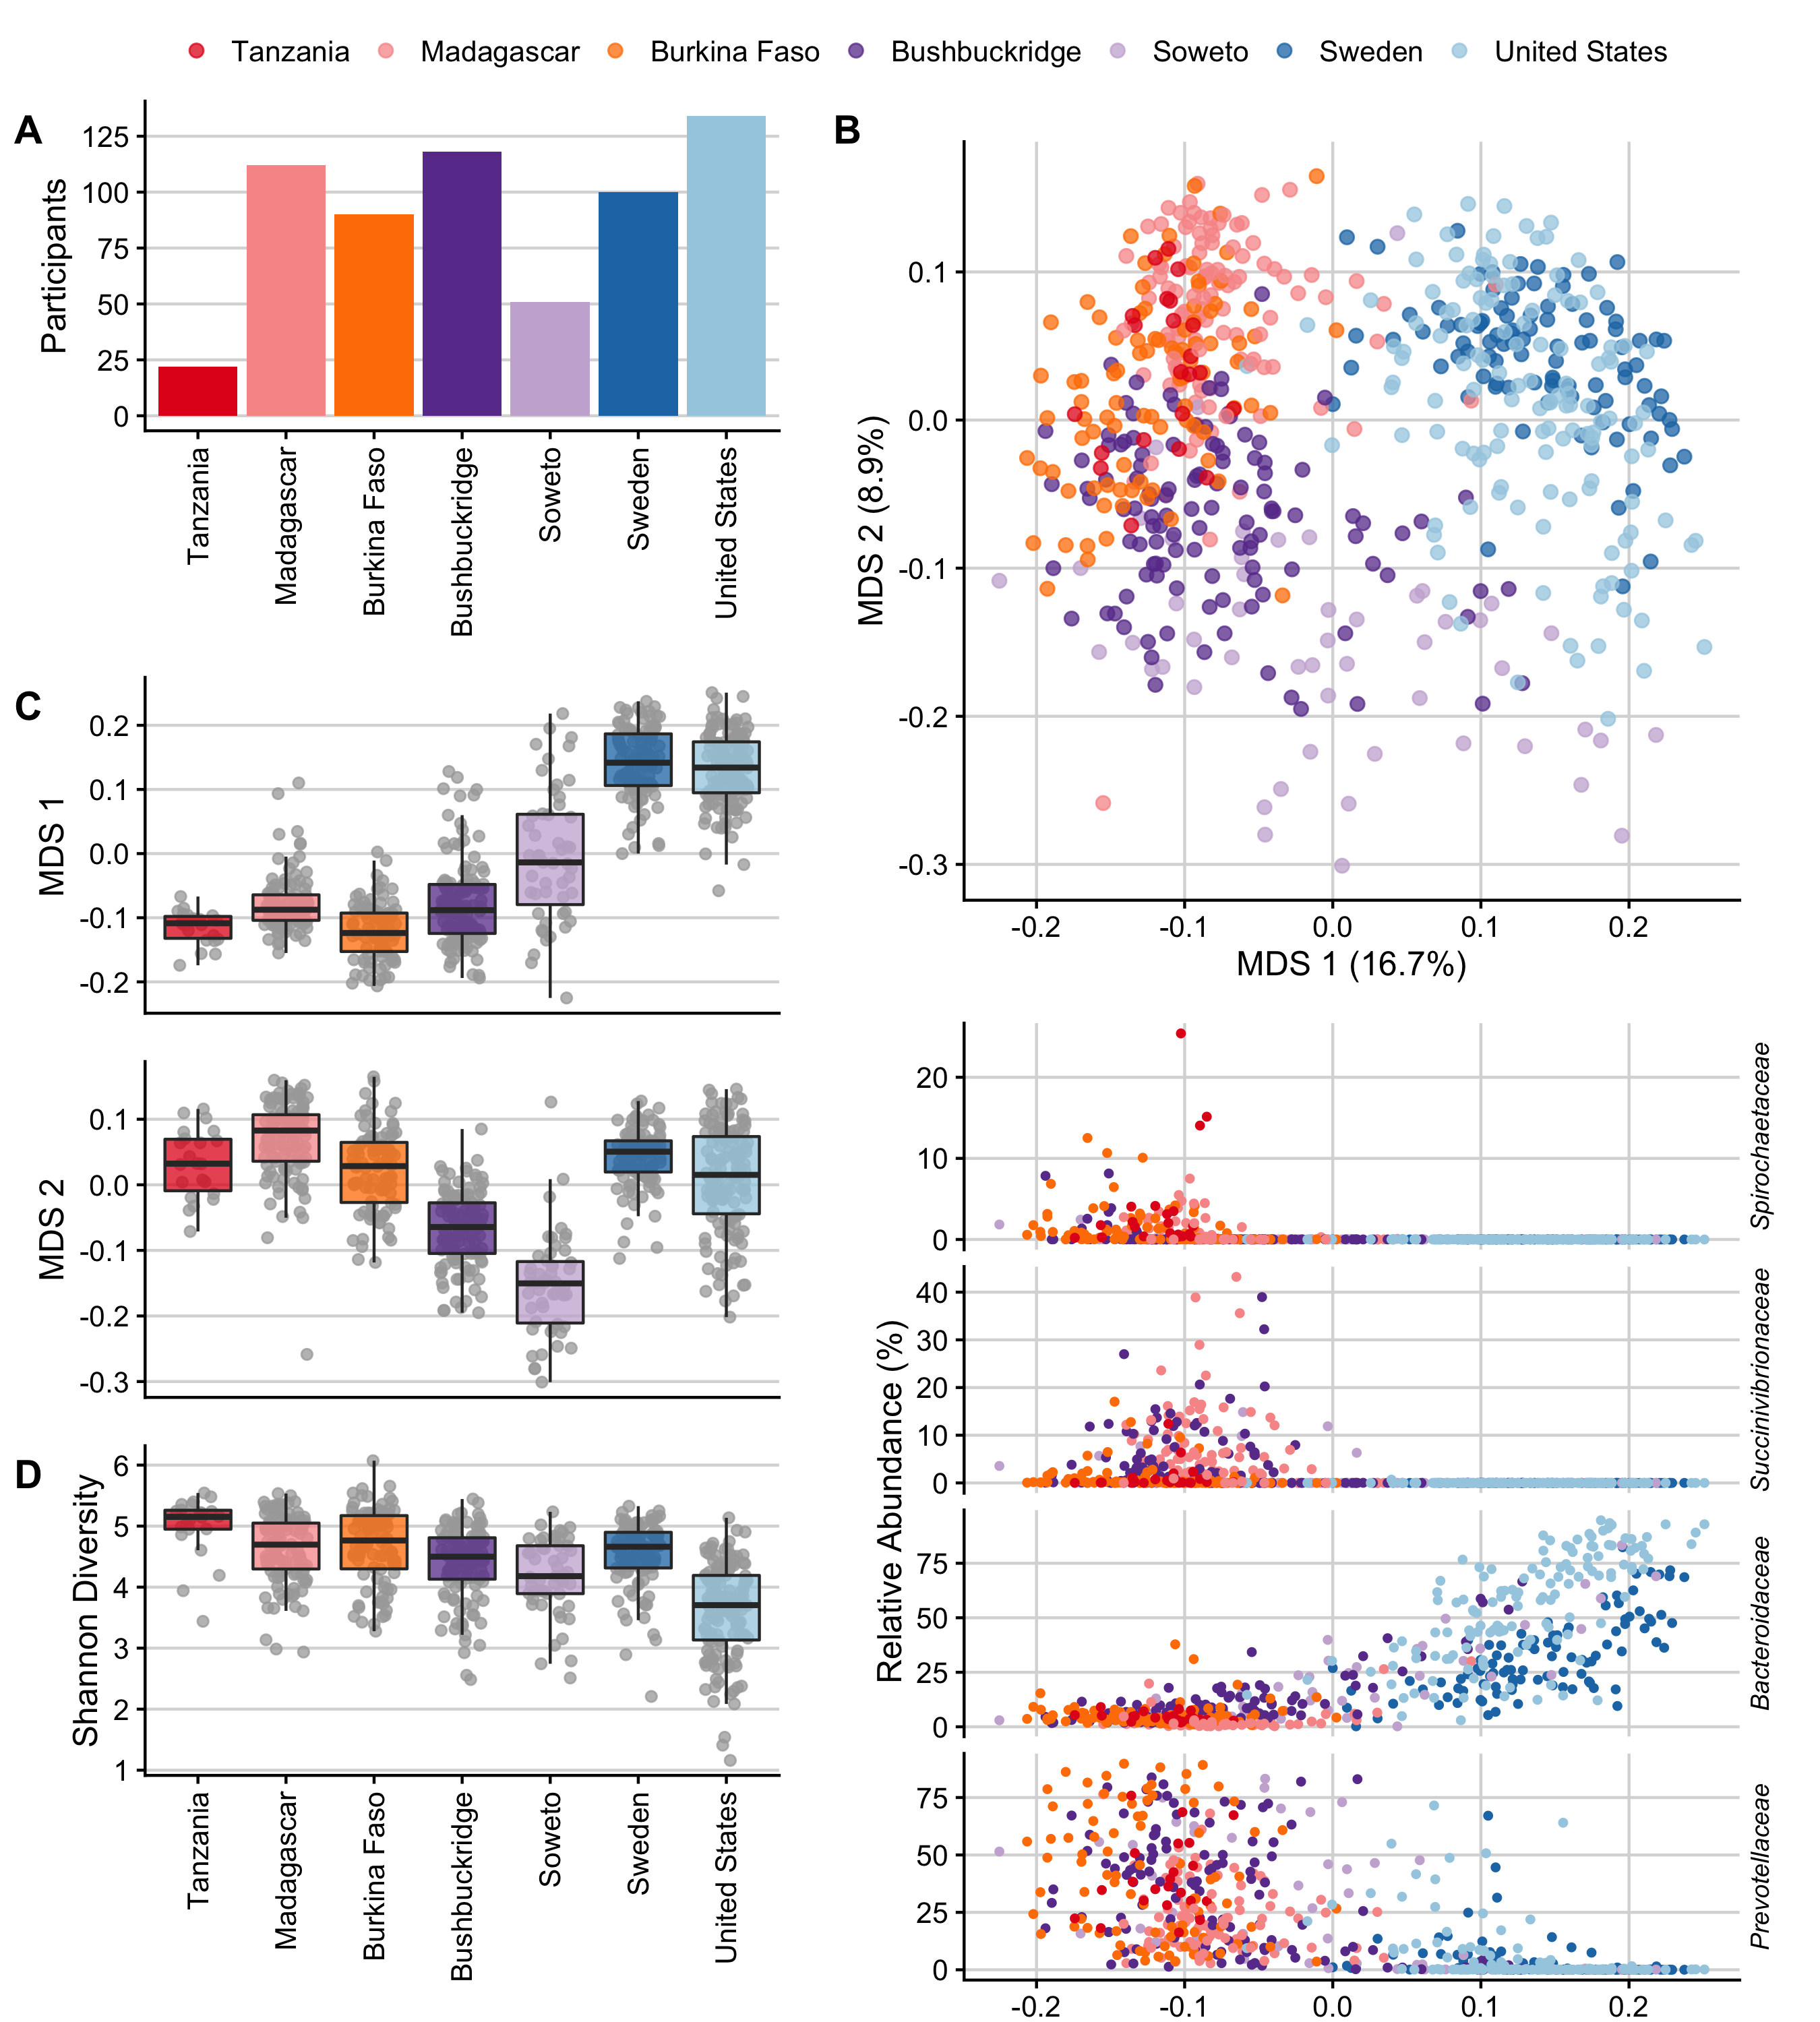 Tanzania Madagascar Burkina Faso Bushbuckridge Soweto Sweden United States
A
Participants
125
100
75
50
25
0
Tanzania
Madagascar
Burkina Faso
Bushbuckridge
Soweto
Sweden
United States
B
MDS 2 (8.9%)
0.1
0.0
-0.1
-0.2
-0.3
-0.2 -0.1 0.0 0.1 0.2
MDS 1 (16.7%)
C
MDS 1
0.2
0.1
0.0
-0.1
-0.2
MDS 2
0.1
0.0
-0.1
-0.2
-0.3
D
Shannon Diversity
6
5
4
3
2
1
Tanzania
Madagascar
Burkina Faso
Bushbuckridge
Soweto
Sweden
United States
Relative Abundance (%)
20
10
0
Spirochaetaceae
40
30
20
10
0
Succinivibrionaceae
75
50
25
0
Bacteroidaceae
75
50
25
0
Prevotellaceae
-0.2 -0.1 0.0 0.1 0.2